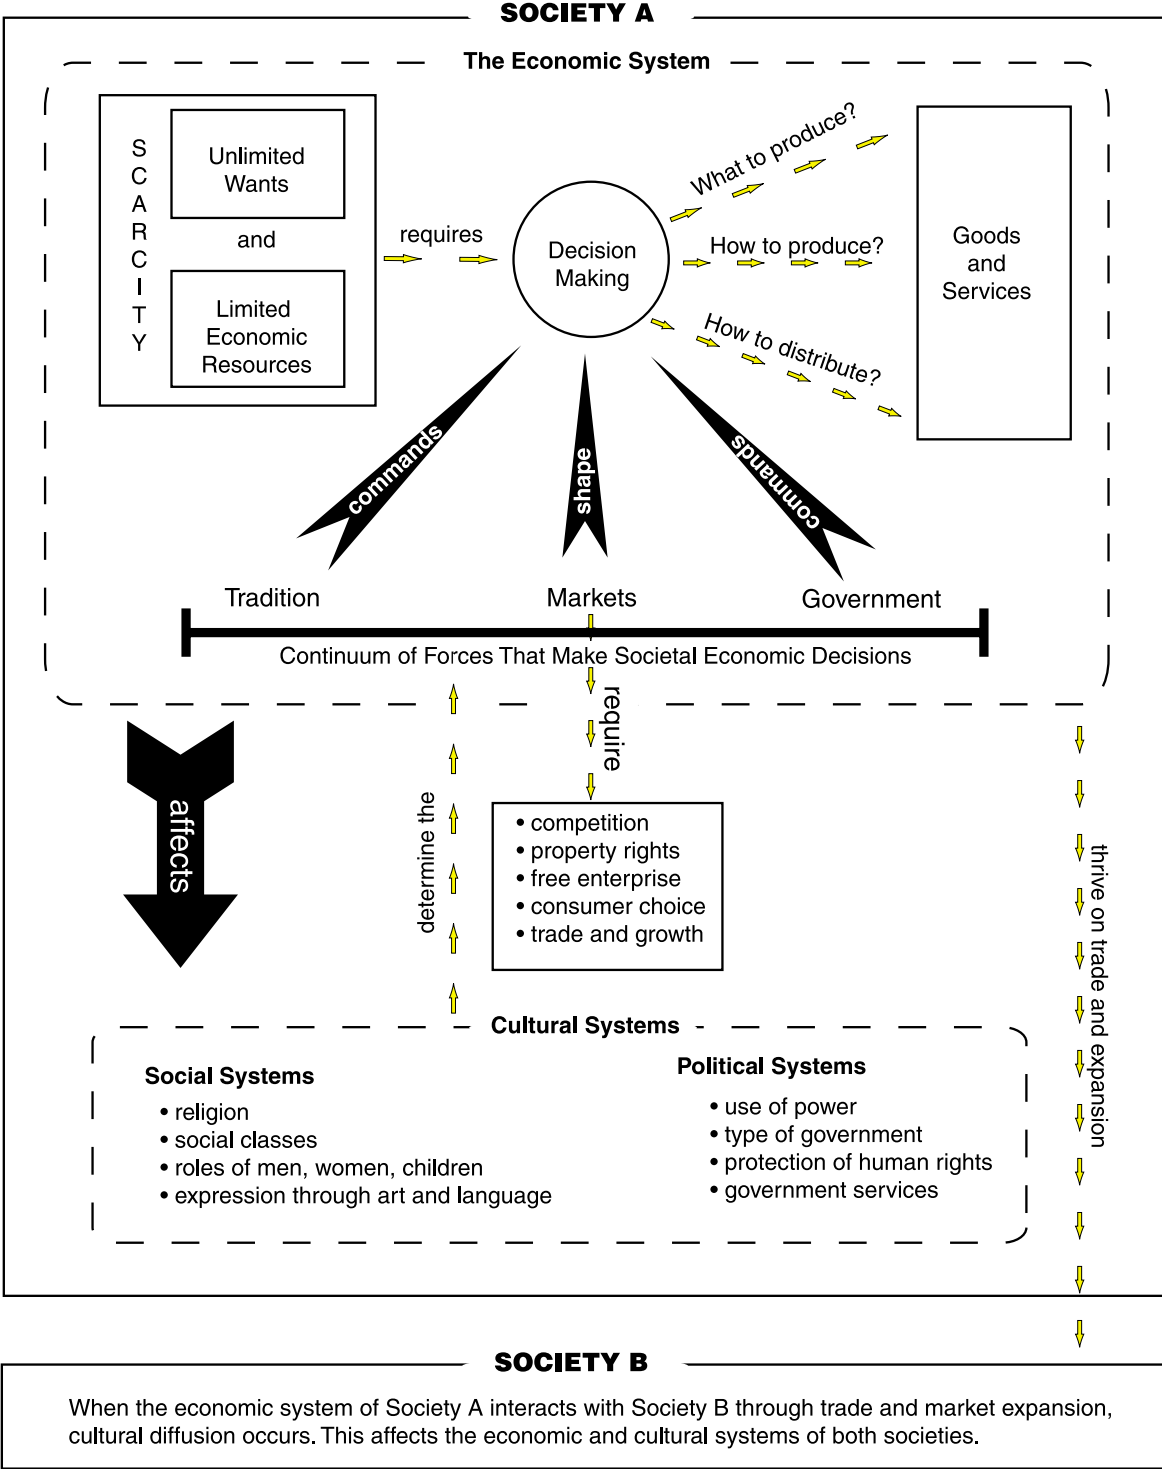 SOCIETY A
The Economic System
SCARCITY
Unlimited
Wants
and
Limited
Economic
Resources
requires
Decision
Making
What to produce?
How to produce?
How to distribute?
Goods
and
Services
commands
shape
commands
Tradition
Markets
Government
Continuum of Forces That Make Societal Economic Decisions
affects
determine the
require
• competition
• property rights
• free enterprise
• consumer choice
• trade and growth
thrive on trade and expansion
Cultural Systems
Social Systems
• religion
• social classes
• roles of men, women, children
• expression through art and language
Political Systems
• use of power
• type of government
• protection of human rights
• government services
SOCIETY B
When the economic system of Society A interacts with Society B through trade and market expansion,
cultural diffusion occurs. This affects the economic and cultural systems of both societies.